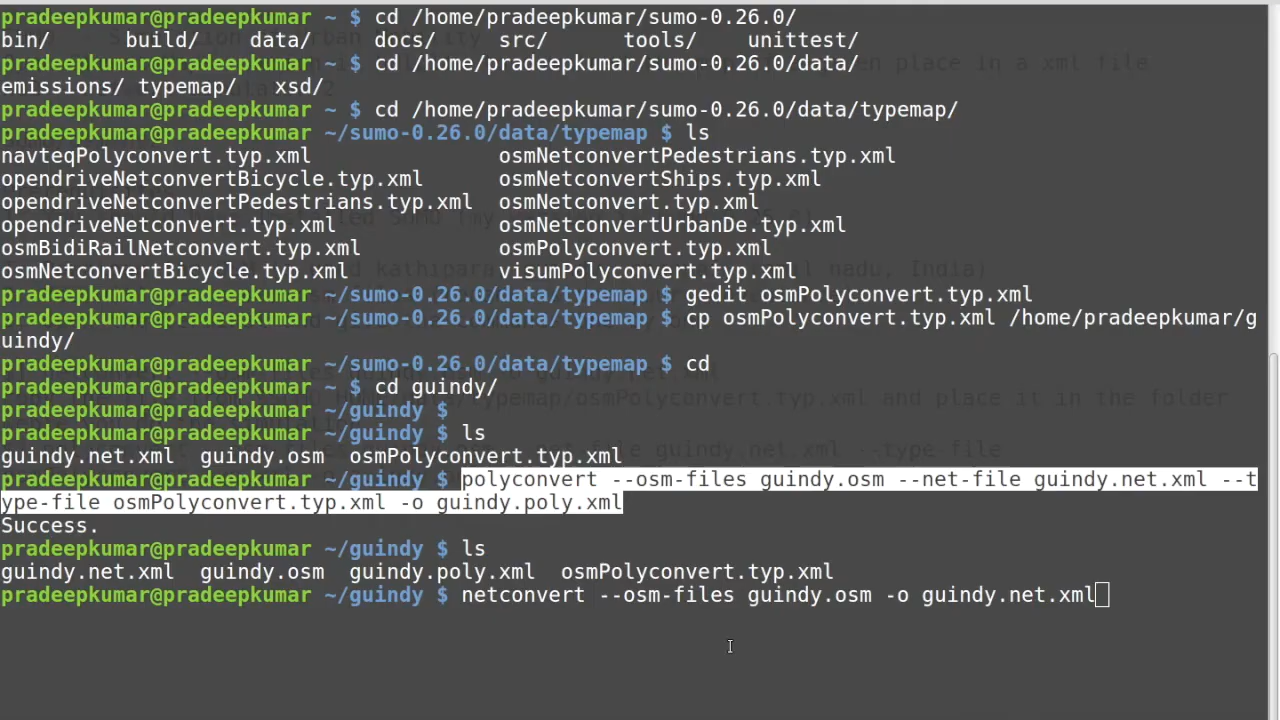 pradeepkumar@pradeepkumar ~ $ cd /home/pradeepkumar/sumo-0.26.0/
bin/ build/ data/ docs/ src/ tools/ unittest/
pradeepkumar@pradeepkumar ~ $ cd /home/pradeepkumar/sumo-0.26.0/data/
emissions/ typemap/ xsd/
pradeepkumar@pradeepkumar ~ $ cd /home/pradeepkumar/sumo-0.26.0/data/typemap/
pradeepkumar@pradeepkumar ~/sumo-0.26.0/data/typemap $ ls
navteqPolyconvert.typ.xml osmNetconvertPedestrians.typ.xml
opendriveNetconvertBicycle.typ.xml osmNetconvertShips.typ.xml
opendriveNetconvertPedestrians.typ.xml osmNetconvert.typ.xml
opendriveNetconvert.typ.xml osmNetconvertUrbanDe.typ.xml
osmBidiRailNetconvert.typ.xml osmPolyconvert.typ.xml
osmNetconvertBicycle.typ.xml visumPolyconvert.typ.xml
pradeepkumar@pradeepkumar ~/sumo-0.26.0/data/typemap $ gedit osmPolyconvert.typ.xml
pradeepkumar@pradeepkumar ~/sumo-0.26.0/data/typemap $ cp osmPolyconvert.typ.xml /home/pradeepkumar/g
uindy/
pradeepkumar@pradeepkumar ~/sumo-0.26.0/data/typemap $ cd
pradeepkumar@pradeepkumar ~ $ cd guindy/
pradeepkumar@pradeepkumar ~/guindy $
pradeepkumar@pradeepkumar ~/guindy $ ls
guindy.net.xml guindy.osm osmPolyconvert.typ.xml
pradeepkumar@pradeepkumar ~/guindy $ polyconvert --osm-files guindy.osm --net-file guindy.net.xml --t
ype-file osmPolyconvert.typ.xml -o guindy.poly.xml
Success.
pradeepkumar@pradeepkumar ~/guindy $ ls
guindy.net.xml guindy.osm guindy.poly.xml osmPolyconvert.typ.xml
pradeepkumar@pradeepkumar ~/guindy $ netconvert --osm-files guindy.osm -o guindy.net.xml